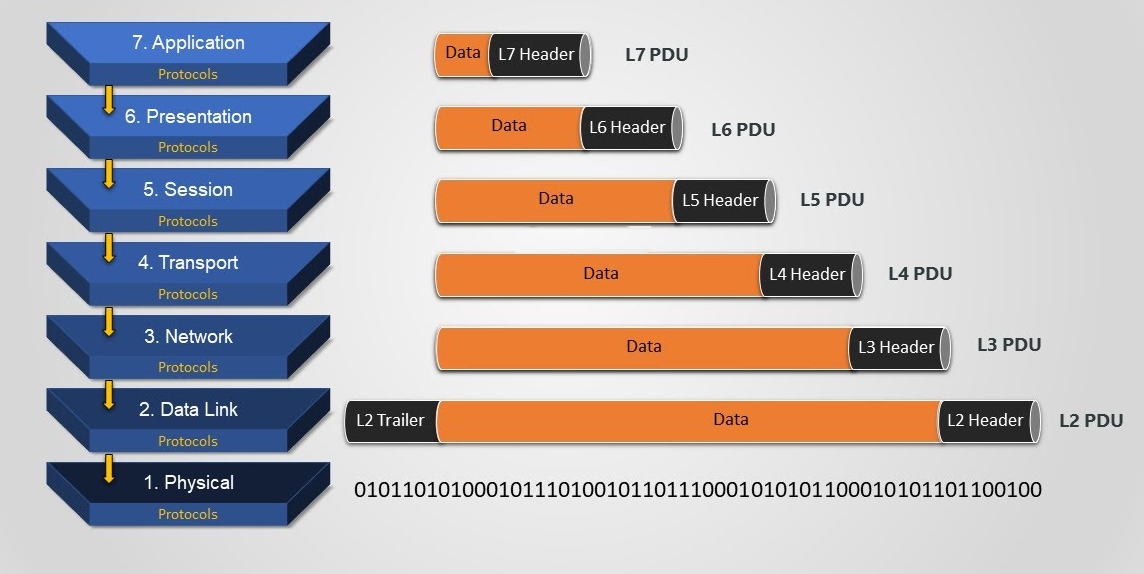 7. Application
Protocols
Data L7 Header L7 PDU
6. Presentation
Protocols
Data L6 Header L6 PDU
5. Session
Protocols
Data L5 Header L5 PDU
4. Transport
Protocols
Data L4 Header L4 PDU
3. Network
Protocols
Data L3 Header L3 PDU
2. Data Link
Protocols
L2 Trailer Data L2 Header L2 PDU
1. Physical
Protocols
010110101000101110100101101110001010101100010101101100100